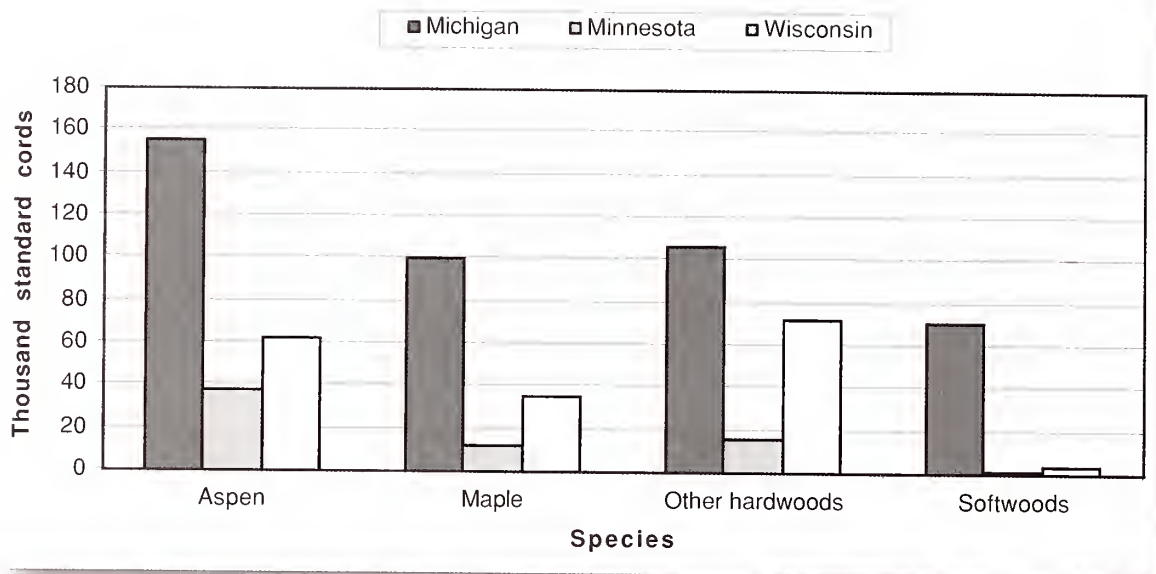 Michigan Minnesota Wisconsin
Thousand standard cords
180
160
140
120
100
80
60
40
20
0
Aspen Maple Other hardwoods Softwoods
Species